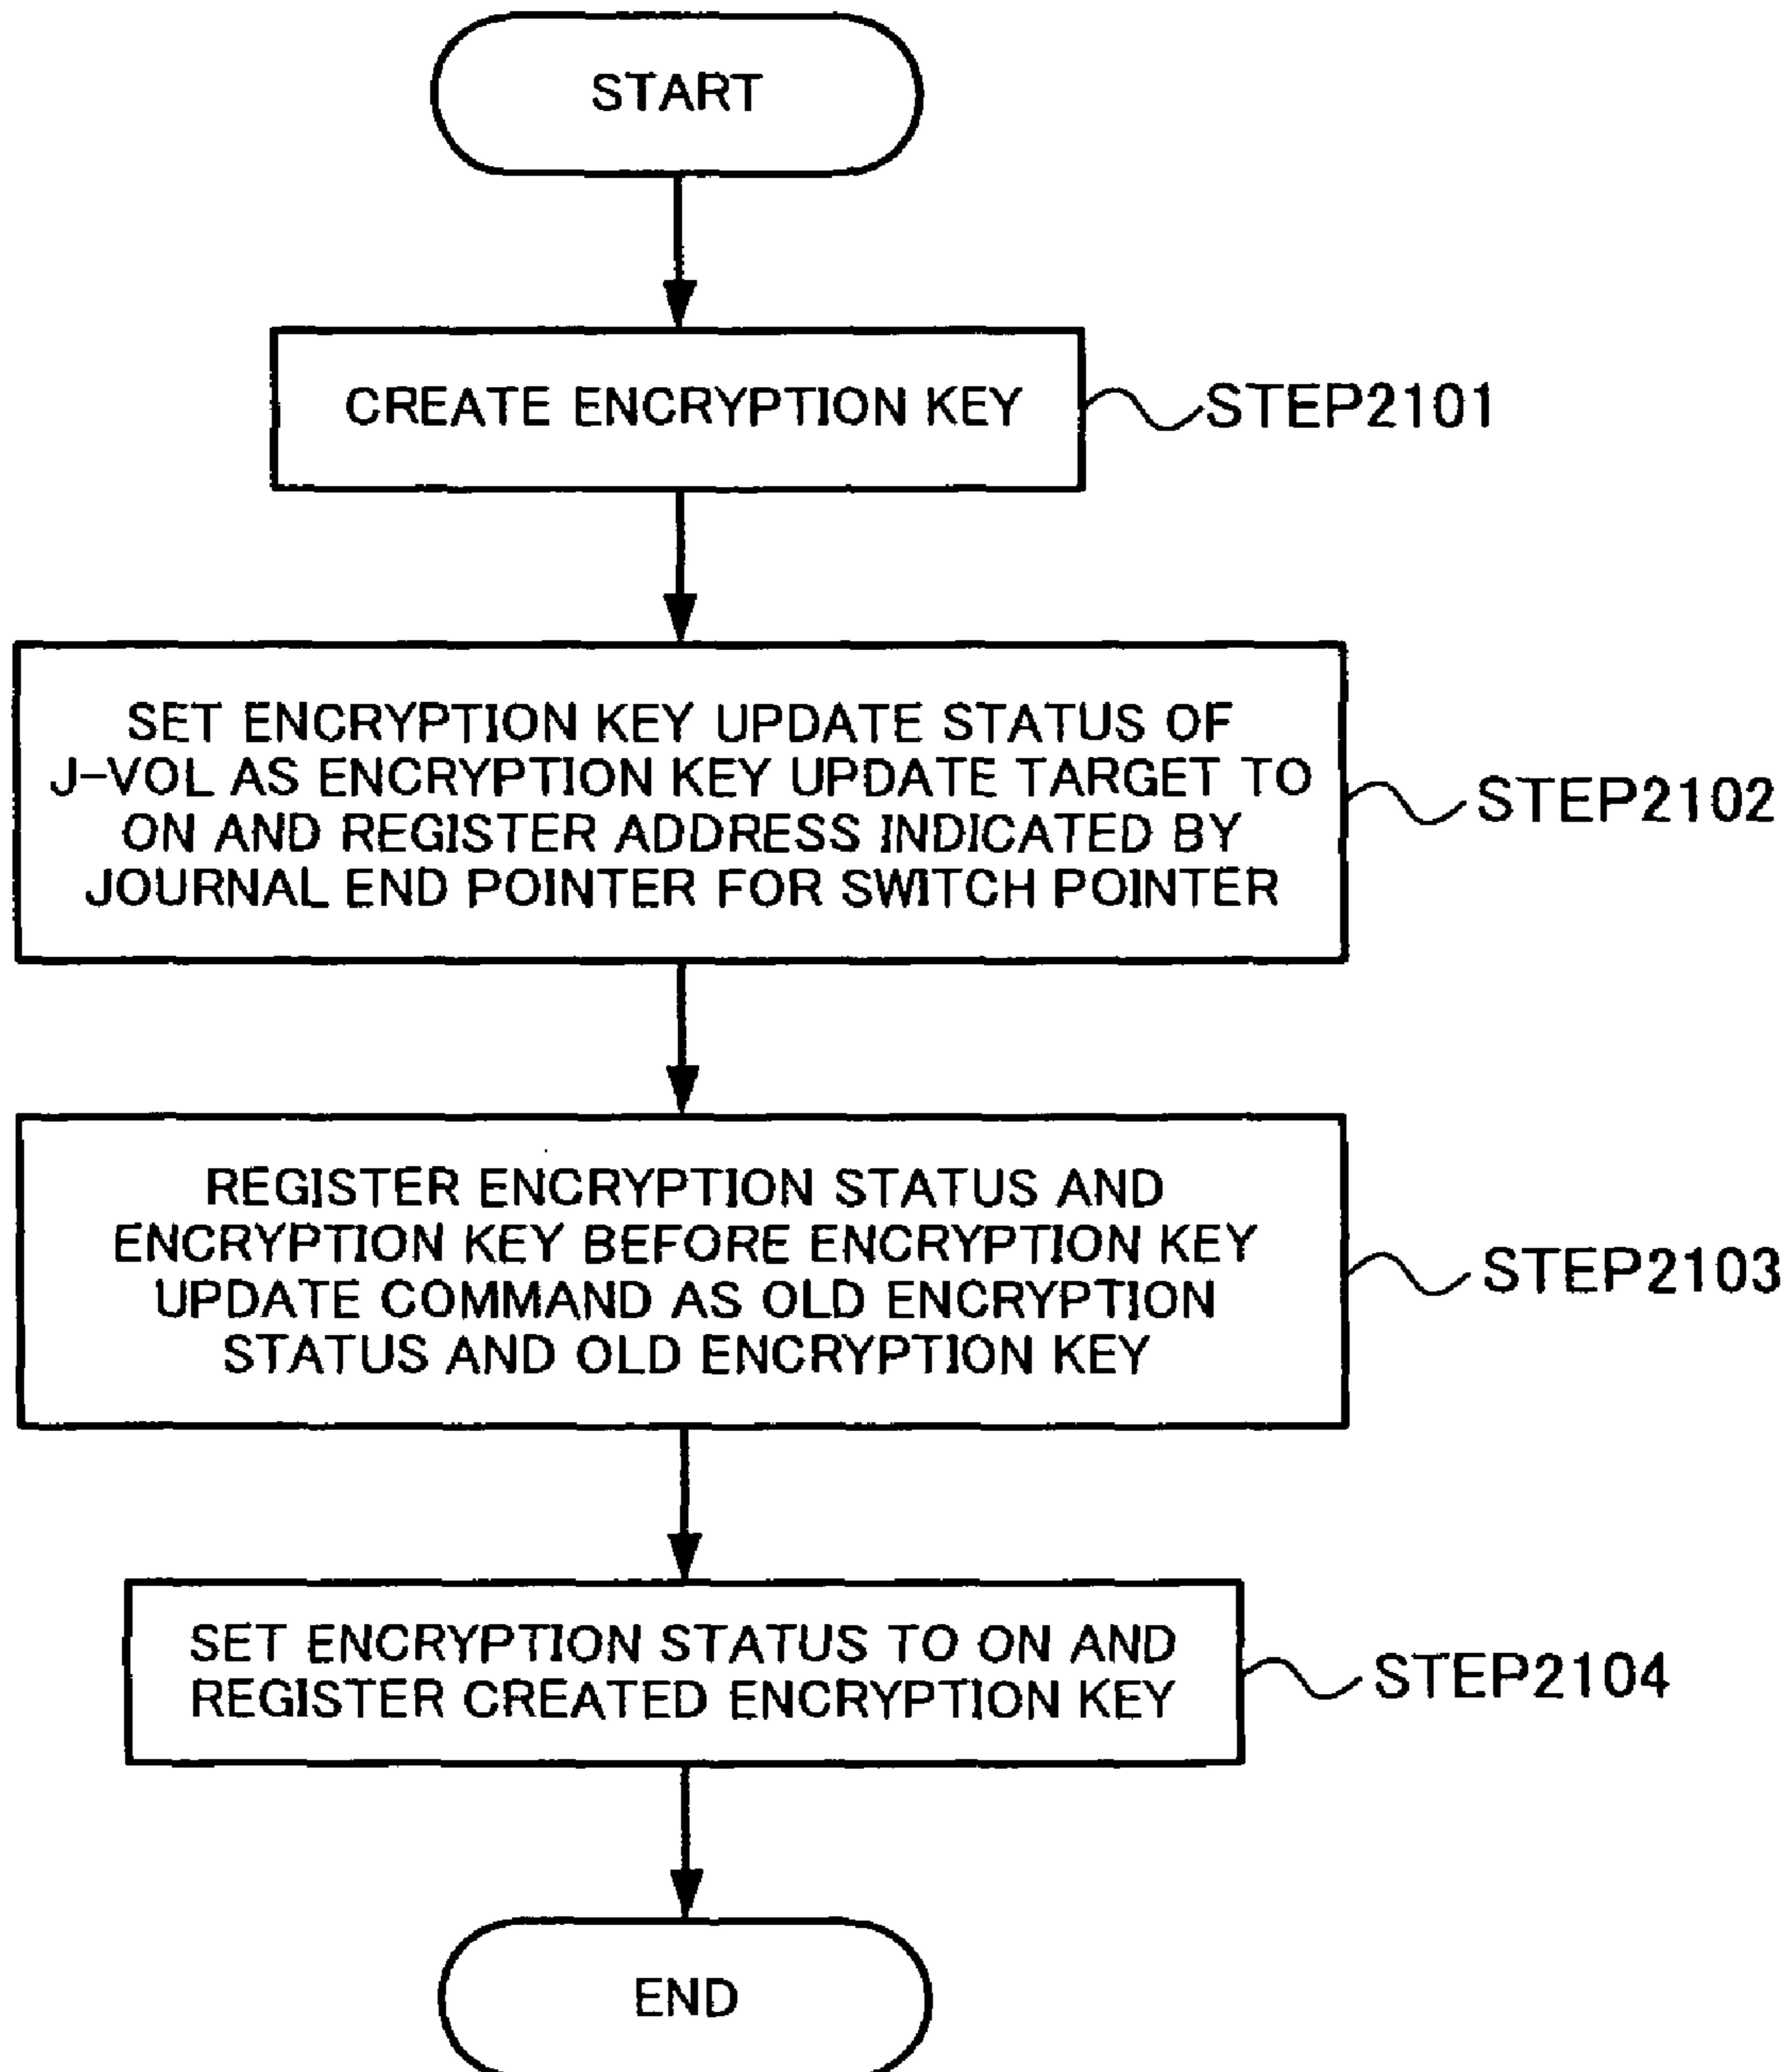 START
CREATE ENCRYPTION KEY
STEP2101
SET ENCRYPTION KEY UPDATE STATUS OF
J-VOL AS ENCRYPTION KEY UPDATE TARGET TO
ON AND REGISTER ADDRESS INDICATED BY
JOURNAL END POINTER FOR SWITCH POINTER
STEP2102
REGISTER ENCRYPTION STATUS AND
ENCRYPTION KEY BEFORE ENCRYPTION KEY
UPDATE COMMAND AS OLD ENCRYPTION
STATUS AND OLD ENCRYPTION KEY
STEP2103
SET ENCRYPTION STATUS TO ON AND
REGISTER CREATED ENCRYPTION KEY
STEP2104
END